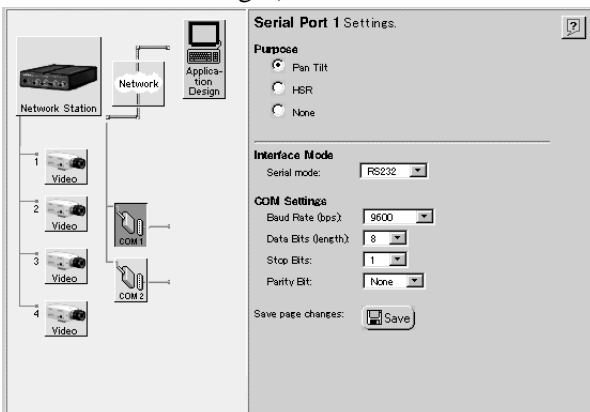 Network Station
Network
Applica-
tion
Design
1
Video
2
Video
3
Video
4
Video
COM 1
COM 2
Serial Port 1 Settings.
?
Purpose
Pan Tilt
HSR
None
Interface Mode
Serial mode: RS232
COM Settings
Baud Rate (bps): 9600
Data Bits (length): 8
Stop Bits: 1
Parity Bit: None
Save page changes: Save